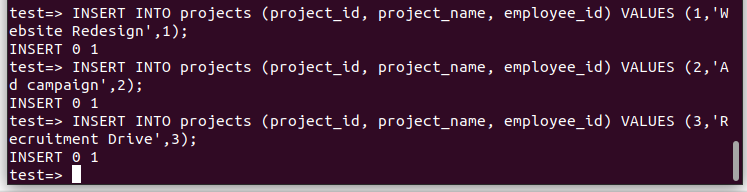 test=> INSERT INTO projects (project_id, project_name, employee_id) VALUES (1,'W
ebsite Redesign',1);
INSERT 0 1
test=> INSERT INTO projects (project_id, project_name, employee_id) VALUES (2,'A
d campaign',2);
INSERT 0 1
test=> INSERT INTO projects (project_id, project_name, employee_id) VALUES (3,'R
ecruitment Drive',3);
INSERT 0 1
test=>